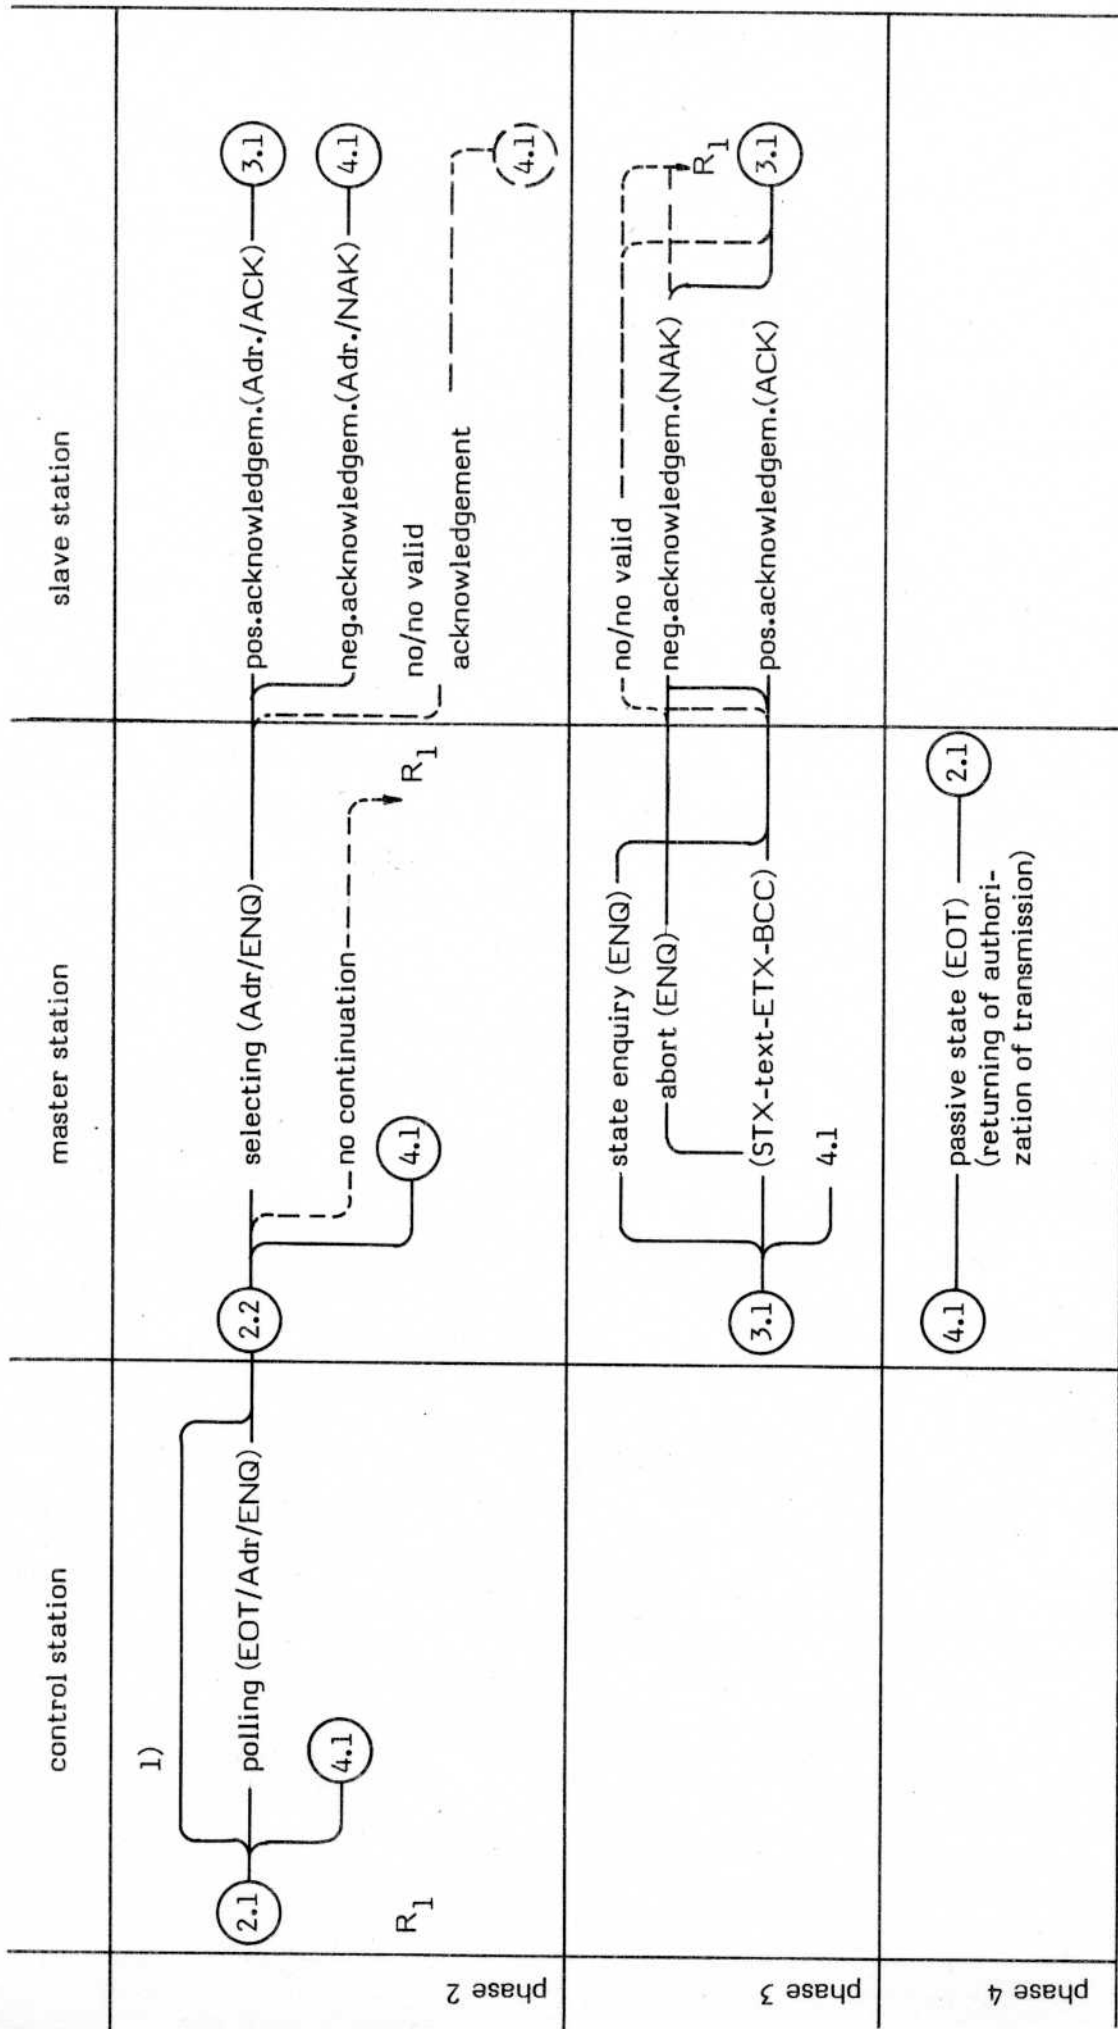 control station
master station
slave station
phase 2
1)
2.1
polling (EOT/Adr/ENQ)
4.1
R1
2.2
selecting (Adr/ENQ)
no continuation
R1
4.1
pos.acknowledgem.(Adr./ACK)
3.1
neg.acknowledgem.(Adr./NAK)
4.1
no/no valid
acknowledgement
4.1
phase 3
3.1
state enquiry (ENQ)
abort (ENQ)
(STX-text-ETX-BCC)
4.1
no/no valid
neg.acknowledgem.(NAK)
R1
pos.acknowledgem.(ACK)
3.1
phase 4
4.1
passive state (EOT)
(returning of authori-
zation of transmission)
2.1